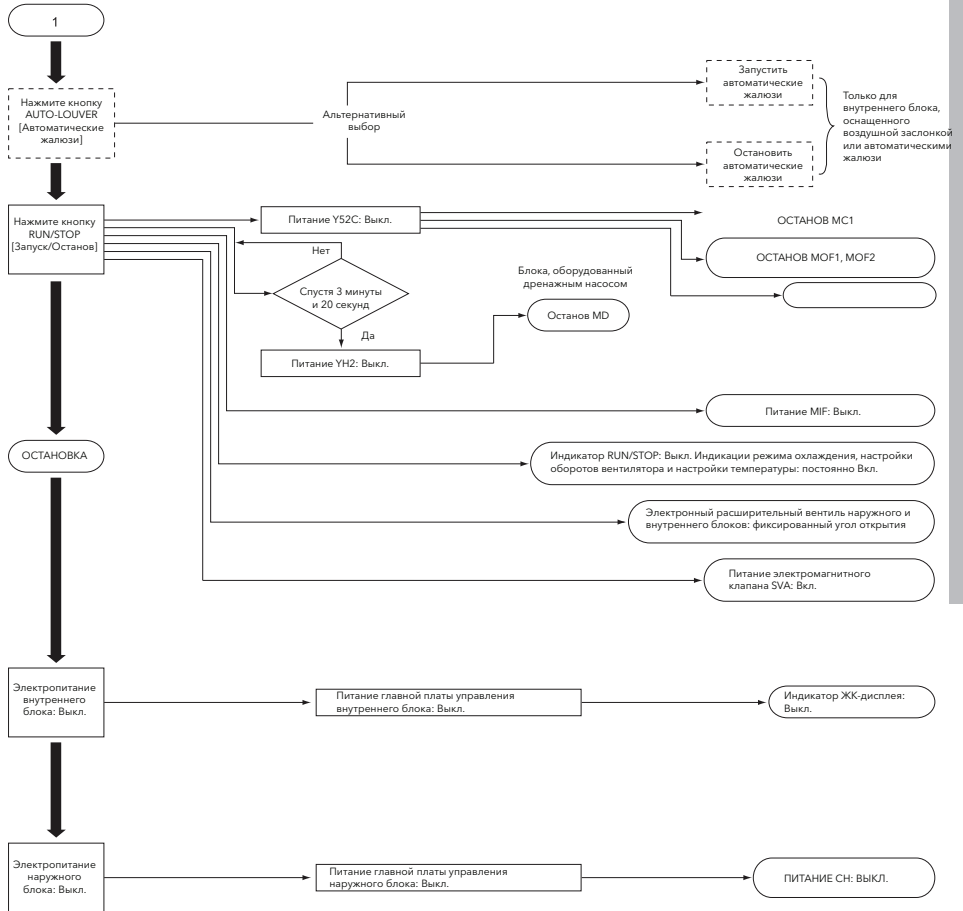 1
Нажмите кнопку
AUTO-LOUVER
[Автоматические
жалюзи]
Альтернативный
выбор
Запустить
автоматические
жалюзи
Остановить
автоматические
жалюзи
Только для
внутреннего блока,
оснащенного
воздушной заслонкой
или автоматическими
жалюзи
Нажмите кнопку
RUN/STOP
[Запуск/Останов]
Питание Y52C: Выкл.
ОСТАНОВ MC1
ОСТАНОВ MOF1, MOF2
Нет
Спустя 3 минуты
и 20 секунд
Да
Питание YH2: Выкл.
Блока, оборудованный
дренажным насосом
Останов MD
Питание MIF: Выкл.
ОСТАНОВКА
Индикатор RUN/STOP: Выкл. Индикации режима охлаждения, настройки
оборотов вентилятора и настройки температуры: постоянно Вкл.
Электронный расширительный вентиль наружного и
внутреннего блоков: фиксированный угол открытия
Питание электромагнитного
клапана SVA: Вкл.
Электропитание
внутреннего
блока: Выкл.
Питание главной платы управления
внутреннего блока: Выкл.
Индикатор ЖК-дисплея:
Выкл.
Электропитание
наружного
блока: Выкл.
Питание главной платы управления
наружного блока: Выкл.
ПИТАНИЕ CH: ВЫКЛ.